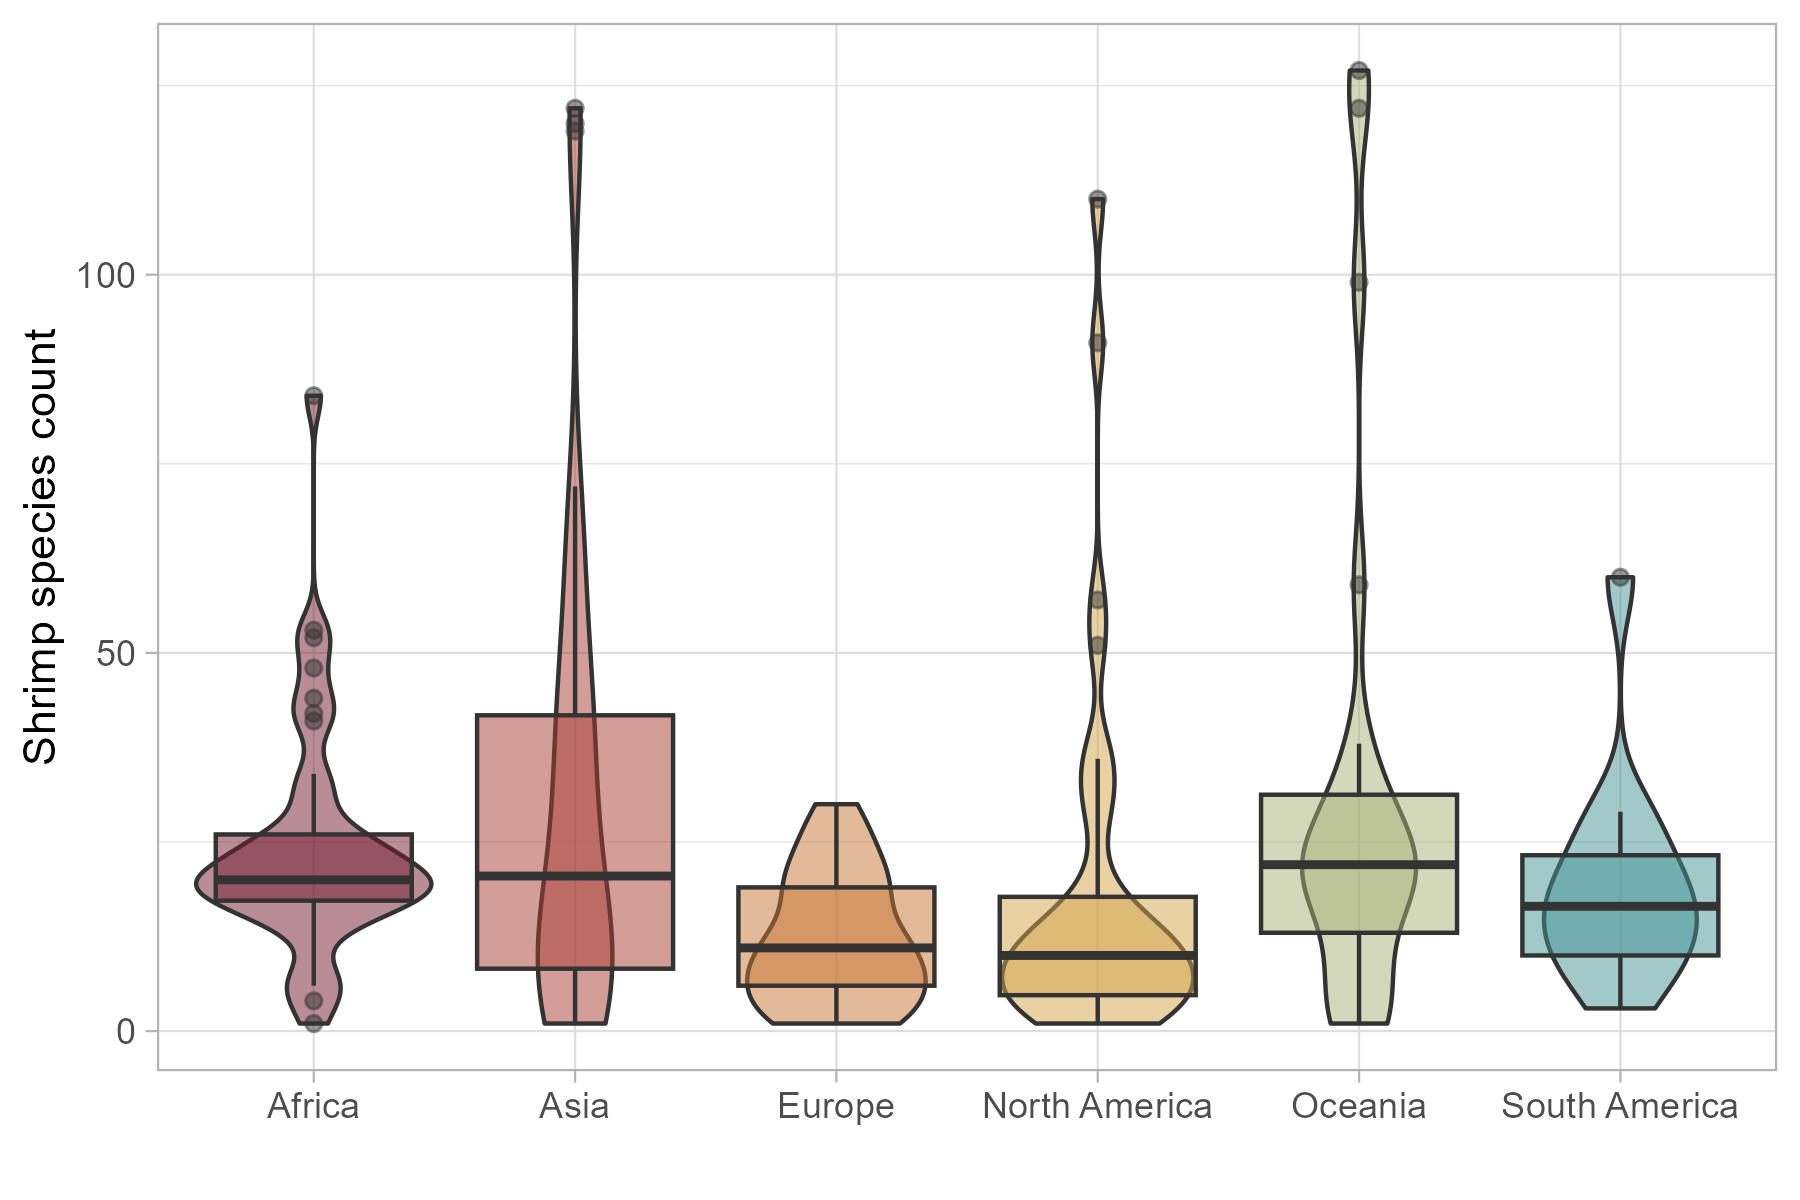 Shrimp species count
100
50
0
Africa
Asia
Europe
North America
Oceania
South America